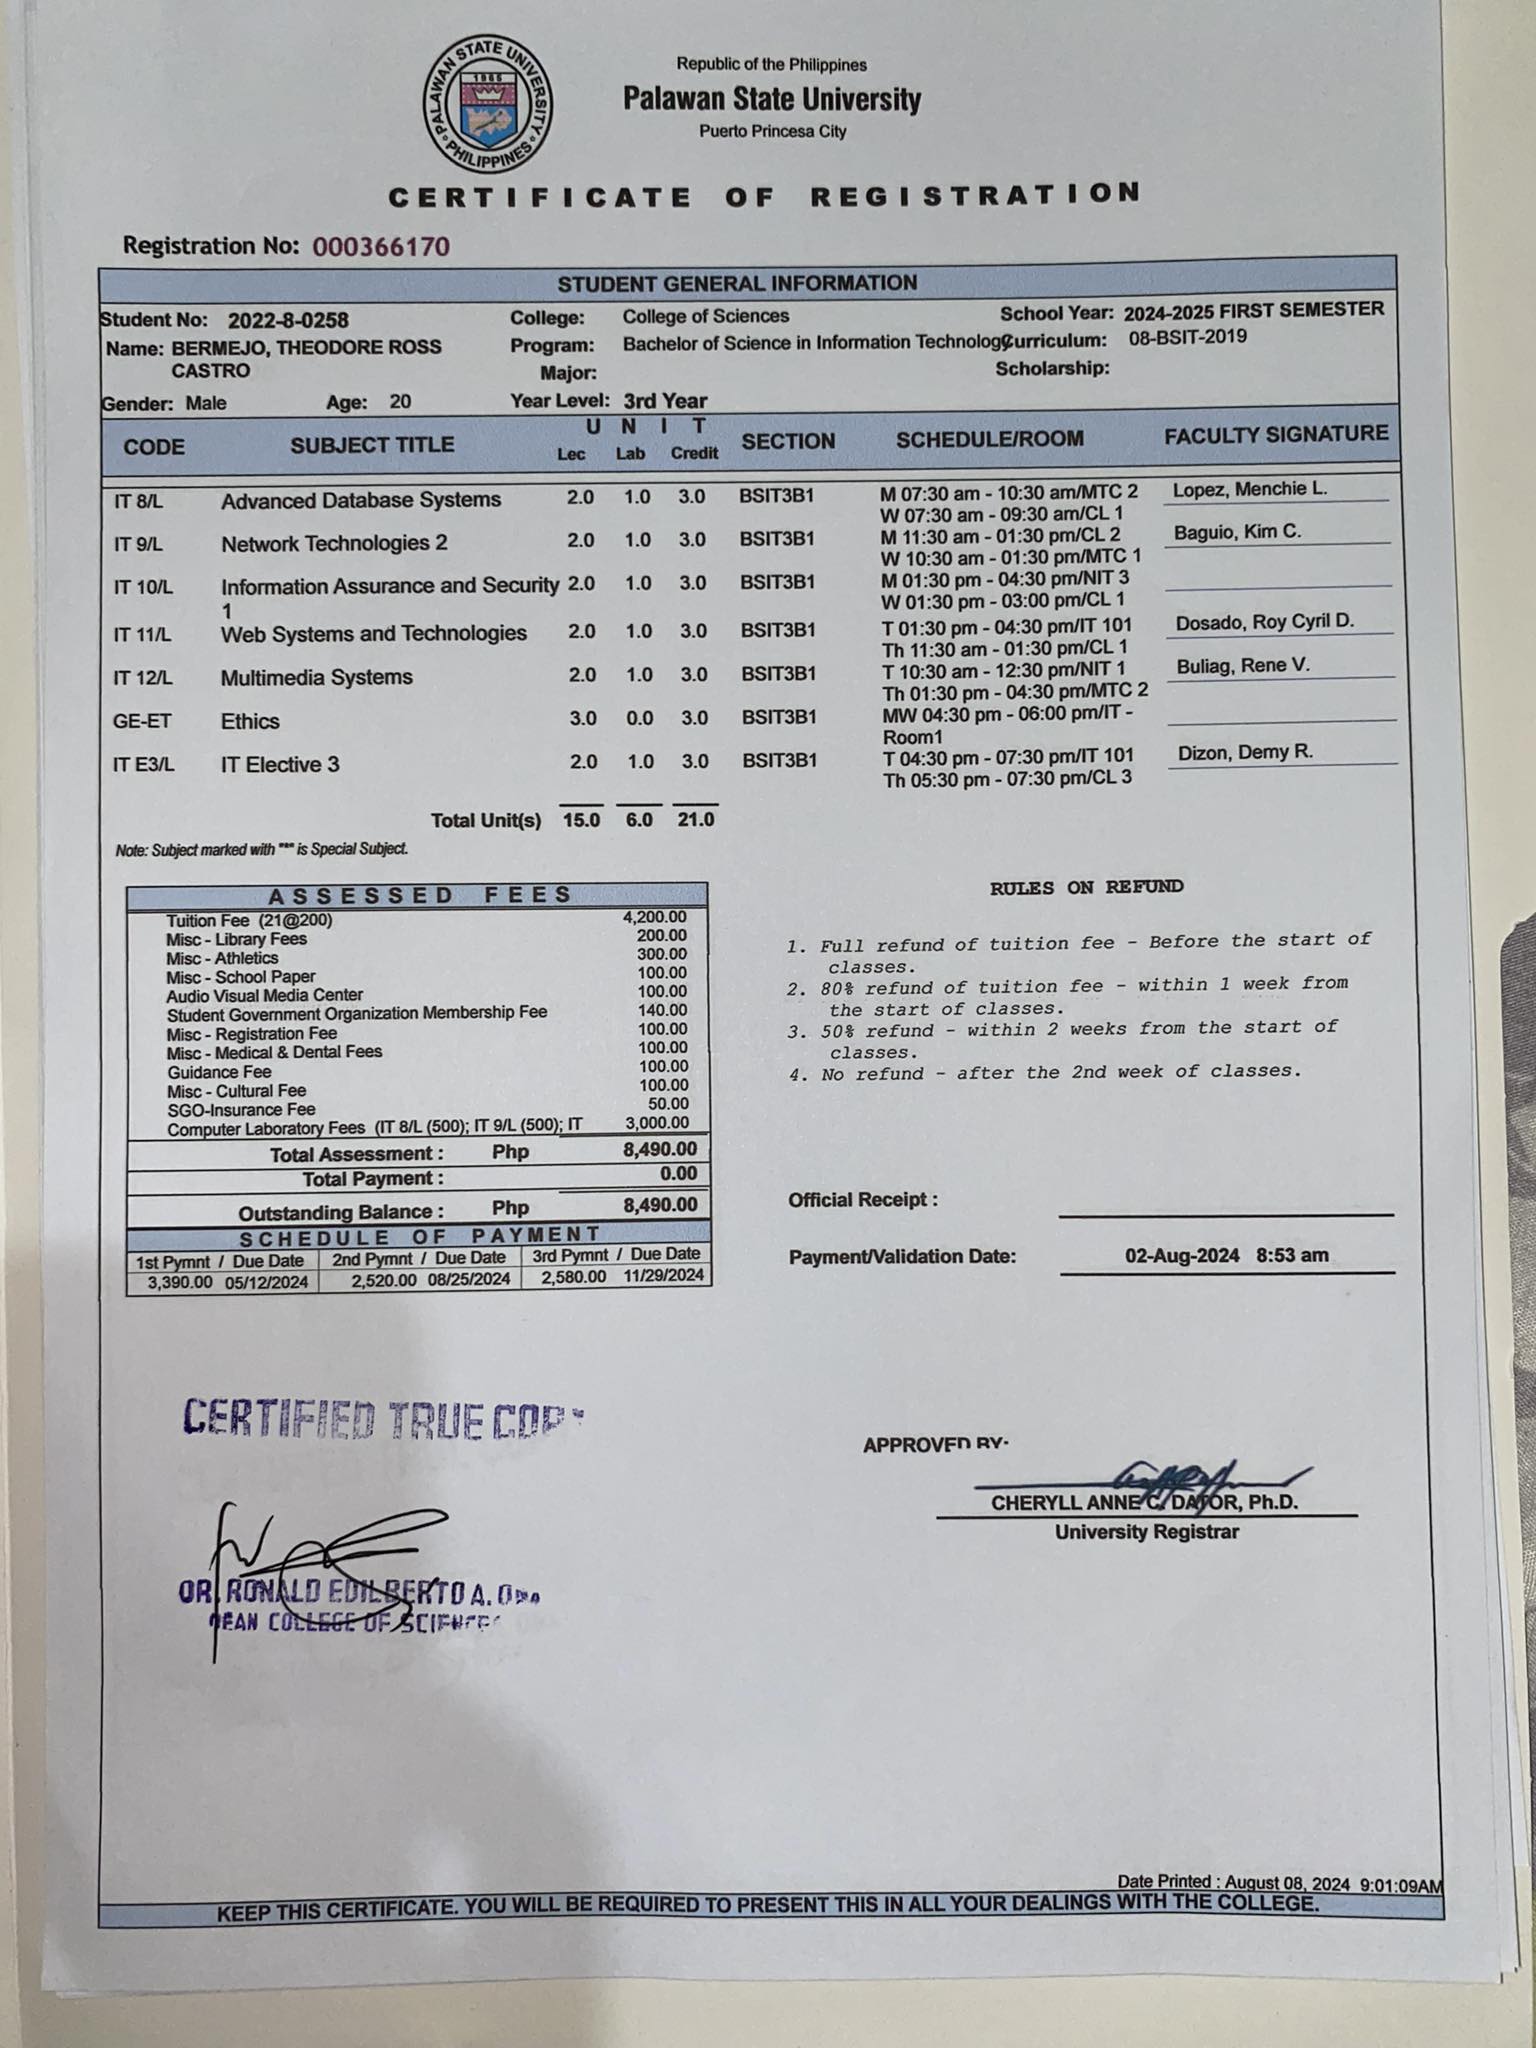 PALAWAN STATE UNIVERSITY
1965
PHILIPPINES
Republic of the Philippines
Palawan State University
Puerto Princesa City
CERTIFICATE OF REGISTRATION
Registration No: 000366170
STUDENT GENERAL INFORMATION
Student No: 2022-8-0258 College: College of Sciences School Year: 2024-2025 FIRST SEMESTER
Name: BERMEJO, THEODORE ROSS Program: Bachelor of Science in Information Technology Curriculum: 08-BSIT-2019
CASTRO Major: Scholarship:
Gender: Male Age: 20 Year Level: 3rd Year
UNIT
CODE SUBJECT TITLE Lec Lab Credit SECTION SCHEDULE/ROOM FACULTY SIGNATURE
IT 8/L Advanced Database Systems 2.0 1.0 3.0 BSIT3B1 M 07:30 am - 10:30 am/MTC 2 Lopez, Menchie L.
W 07:30 am - 09:30 am/CL 1
IT 9/L Network Technologies 2 2.0 1.0 3.0 BSIT3B1 M 11:30 am - 01:30 pm/CL 2 Baguio, Kim C.
W 10:30 am - 01:30 pm/MTC 1
IT 10/L Information Assurance and Security 2.0 1.0 3.0 BSIT3B1 M 01:30 pm - 04:30 pm/NIT 3
1 W 01:30 pm - 03:00 pm/CL 1
IT 11/L Web Systems and Technologies 2.0 1.0 3.0 BSIT3B1 T 01:30 pm - 04:30 pm/IT 101 Dosado, Roy Cyril D.
Th 11:30 am - 01:30 pm/CL 1
IT 12/L Multimedia Systems 2.0 1.0 3.0 BSIT3B1 T 10:30 am - 12:30 pm/NIT 1 Buliag, Rene V.
Th 01:30 pm - 04:30 pm/MTC 2
GE-ET Ethics 3.0 0.0 3.0 BSIT3B1 MW 04:30 pm - 06:00 pm/IT -
Room1
IT E3/L IT Elective 3 2.0 1.0 3.0 BSIT3B1 T 04:30 pm - 07:30 pm/IT 101 Dizon, Demy R.
Th 05:30 pm - 07:30 pm/CL 3
Total Unit(s) 15.0 6.0 21.0
Note: Subject marked with "*" is Special Subject.
ASSESSED FEES
Tuition Fee (21@200) 4,200.00
Misc - Library Fees 200.00
Misc - Athletics 300.00
Misc - School Paper 100.00
Audio Visual Media Center 100.00
Student Government Organization Membership Fee 140.00
Misc - Registration Fee 100.00
Misc - Medical & Dental Fees 100.00
Guidance Fee 100.00
Misc - Cultural Fee 100.00
SGO-Insurance Fee 50.00
Computer Laboratory Fees (IT 8/L (500); IT 9/L (500); IT 3,000.00
Total Assessment : Php 8,490.00
Total Payment : 0.00
Outstanding Balance : Php 8,490.00
SCHEDULE OF PAYMENT
1st Pymnt / Due Date 2nd Pymnt / Due Date 3rd Pymnt / Due Date
3,390.00 05/12/2024 2,520.00 08/25/2024 2,580.00 11/29/2024
RULES ON REFUND
1. Full refund of tuition fee - Before the start of
classes.
2. 80% refund of tuition fee - within 1 week from
the start of classes.
3. 50% refund - within 2 weeks from the start of
classes.
4. No refund - after the 2nd week of classes.
Official Receipt :
Payment/Validation Date: 02-Aug-2024 8:53 am
CERTIFIED TRUE COPY
DR. RONALD EDILBERTO A.
DEAN COLLEGE OF SCIENCES
APPROVED BY:
CHERYLL ANNE C. DATOR, Ph.D.
University Registrar
Date Printed : August 08, 2024 9:01:09AM
KEEP THIS CERTIFICATE. YOU WILL BE REQUIRED TO PRESENT THIS IN ALL YOUR DEALINGS WITH THE COLLEGE.